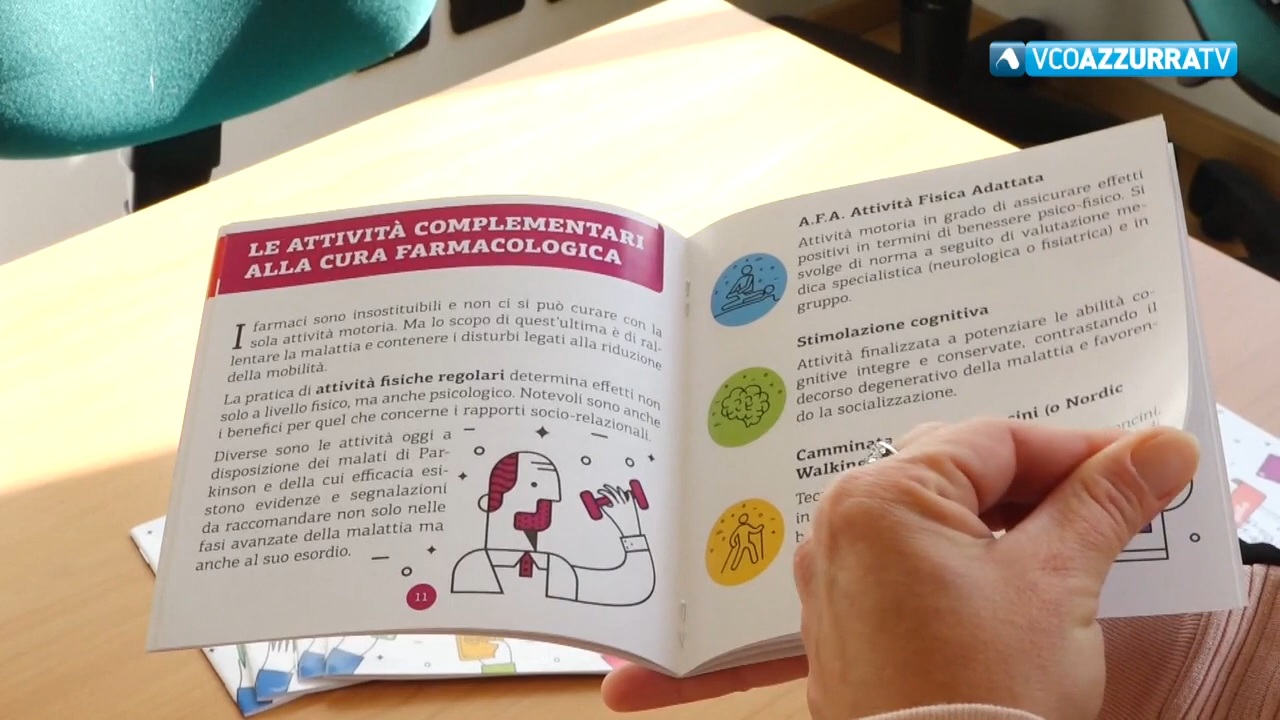 VCOAZZURRATV
LE ATTIVITÀ COMPLEMENTARI
ALLA CURA FARMACOLOGICA
I farmaci sono insostituibili e non ci si può curare con la
sola attività motoria. Ma lo scopo di quest'ultima è di ral-
lentare la malattia e contenere i disturbi legati alla riduzione
della mobilità.
La pratica di attività fisiche regolari determina effetti non
solo a livello fisico, ma anche psicologico. Notevoli sono anche
i benefici per quel che concerne i rapporti socio-relazionali.
Diverse sono le attività oggi a
disposizione dei malati di Par-
kinson e della cui efficacia esi-
stono evidenze e segnalazioni
da raccomandare non solo nelle
fasi avanzate della malattia ma
anche al suo esordio.
11
A.F.A. Attività Fisica Adattata
Attività motoria in grado di assicurare effetti
positivi in termini di benessere psico-fisico. Si
svolge di norma a seguito di valutazione me-
dica specialistica (neurologica o fisiatrica) e in
gruppo.
Stimolazione cognitiva
Attività finalizzata a potenziare le abilità co-
gnitive integre e conservate, contrastando il
decorso degenerativo della malattia e favoren-
do la socializzazione.
Camminata (o Nordic
Walking
in